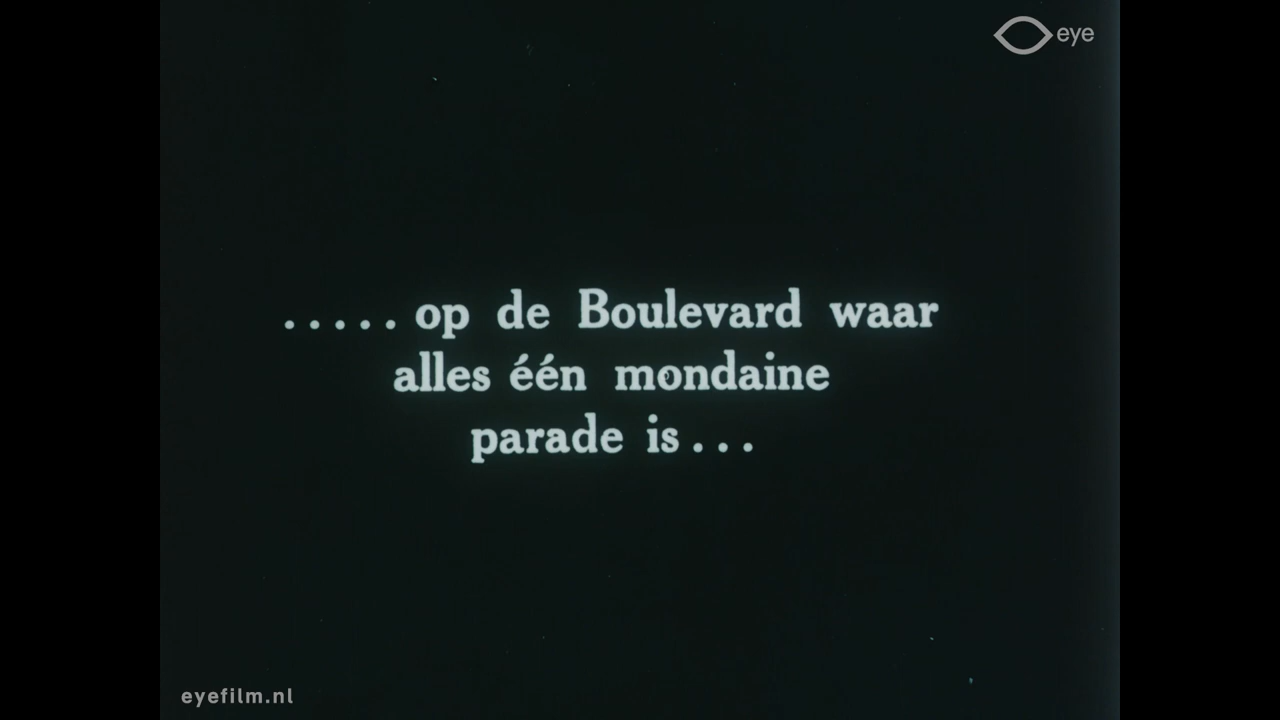 eye
..... op de Boulevard waar
alles één mondaine
parade is...
eyefilm.nl